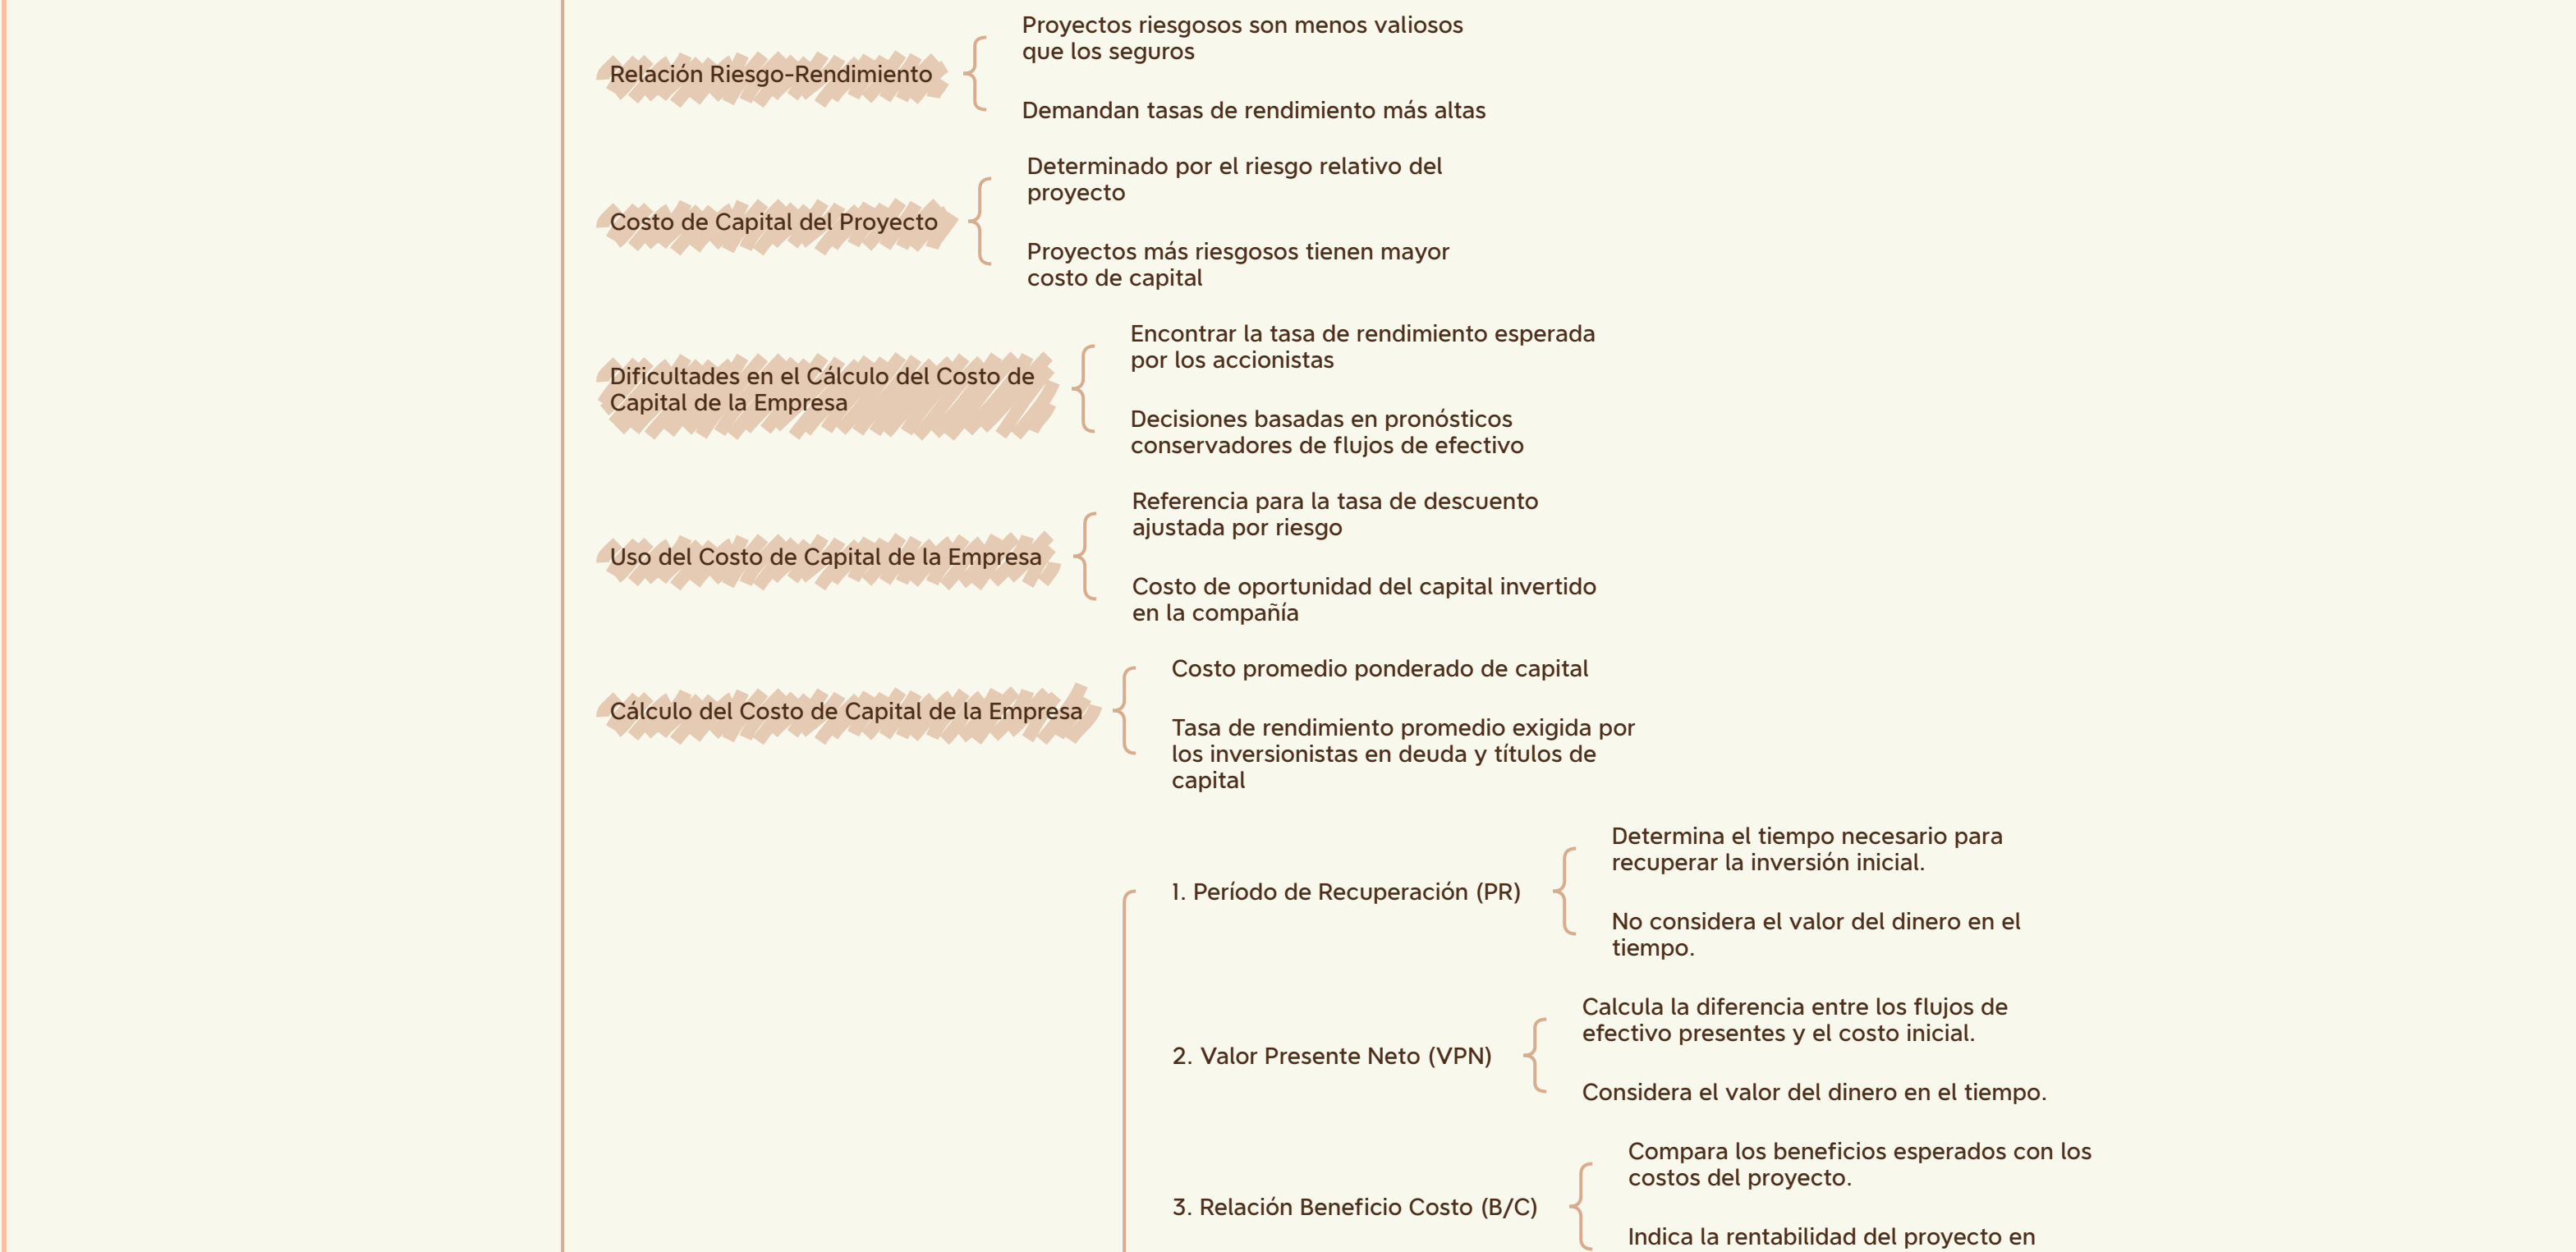 Relación Riesgo-Rendimiento
Proyectos riesgosos son menos valiosos
que los seguros
Demandan tasas de rendimiento más altas
Costo de Capital del Proyecto
Determinado por el riesgo relativo del
proyecto
Proyectos más riesgosos tienen mayor
costo de capital
Dificultades en el Cálculo del Costo de
Capital de la Empresa
Encontrar la tasa de rendimiento esperada
por los accionistas
Decisiones basadas en pronósticos
conservadores de flujos de efectivo
Uso del Costo de Capital de la Empresa
Referencia para la tasa de descuento
ajustada por riesgo
Costo de oportunidad del capital invertido
en la compañía
Cálculo del Costo de Capital de la Empresa
Costo promedio ponderado de capital
Tasa de rendimiento promedio exigida por
los inversionistas en deuda y títulos de
capital
1. Período de Recuperación (PR)
Determina el tiempo necesario para
recuperar la inversión inicial.
No considera el valor del dinero en el
tiempo.
2. Valor Presente Neto (VPN)
Calcula la diferencia entre los flujos de
efectivo presentes y el costo inicial.
Considera el valor del dinero en el tiempo.
3. Relación Beneficio Costo (B/C)
Compara los beneficios esperados con los
costos del proyecto.
Indica la rentabilidad del proyecto en